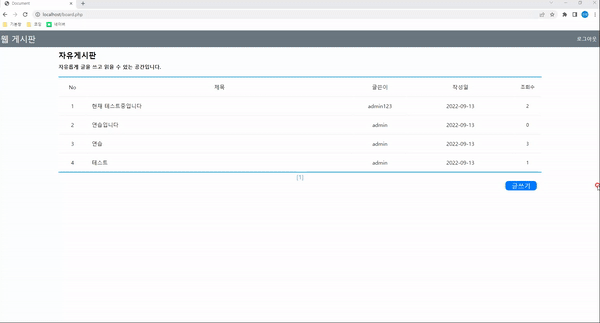 Document
localhost/board.php
네이버
웹 게시판
로그아웃
자유게시판
자유롭게 글을 쓰고 읽을 수 있는 공간입니다.
No 제목 글쓴이 작성일 조회수
1 현재 테스트중입니다 admin123 2022-09-13 2
2 연습입니다 admin 2022-09-13 0
3 연습 admin 2022-09-13 3
4 테스트 admin 2022-09-13 1
[1]
글쓰기